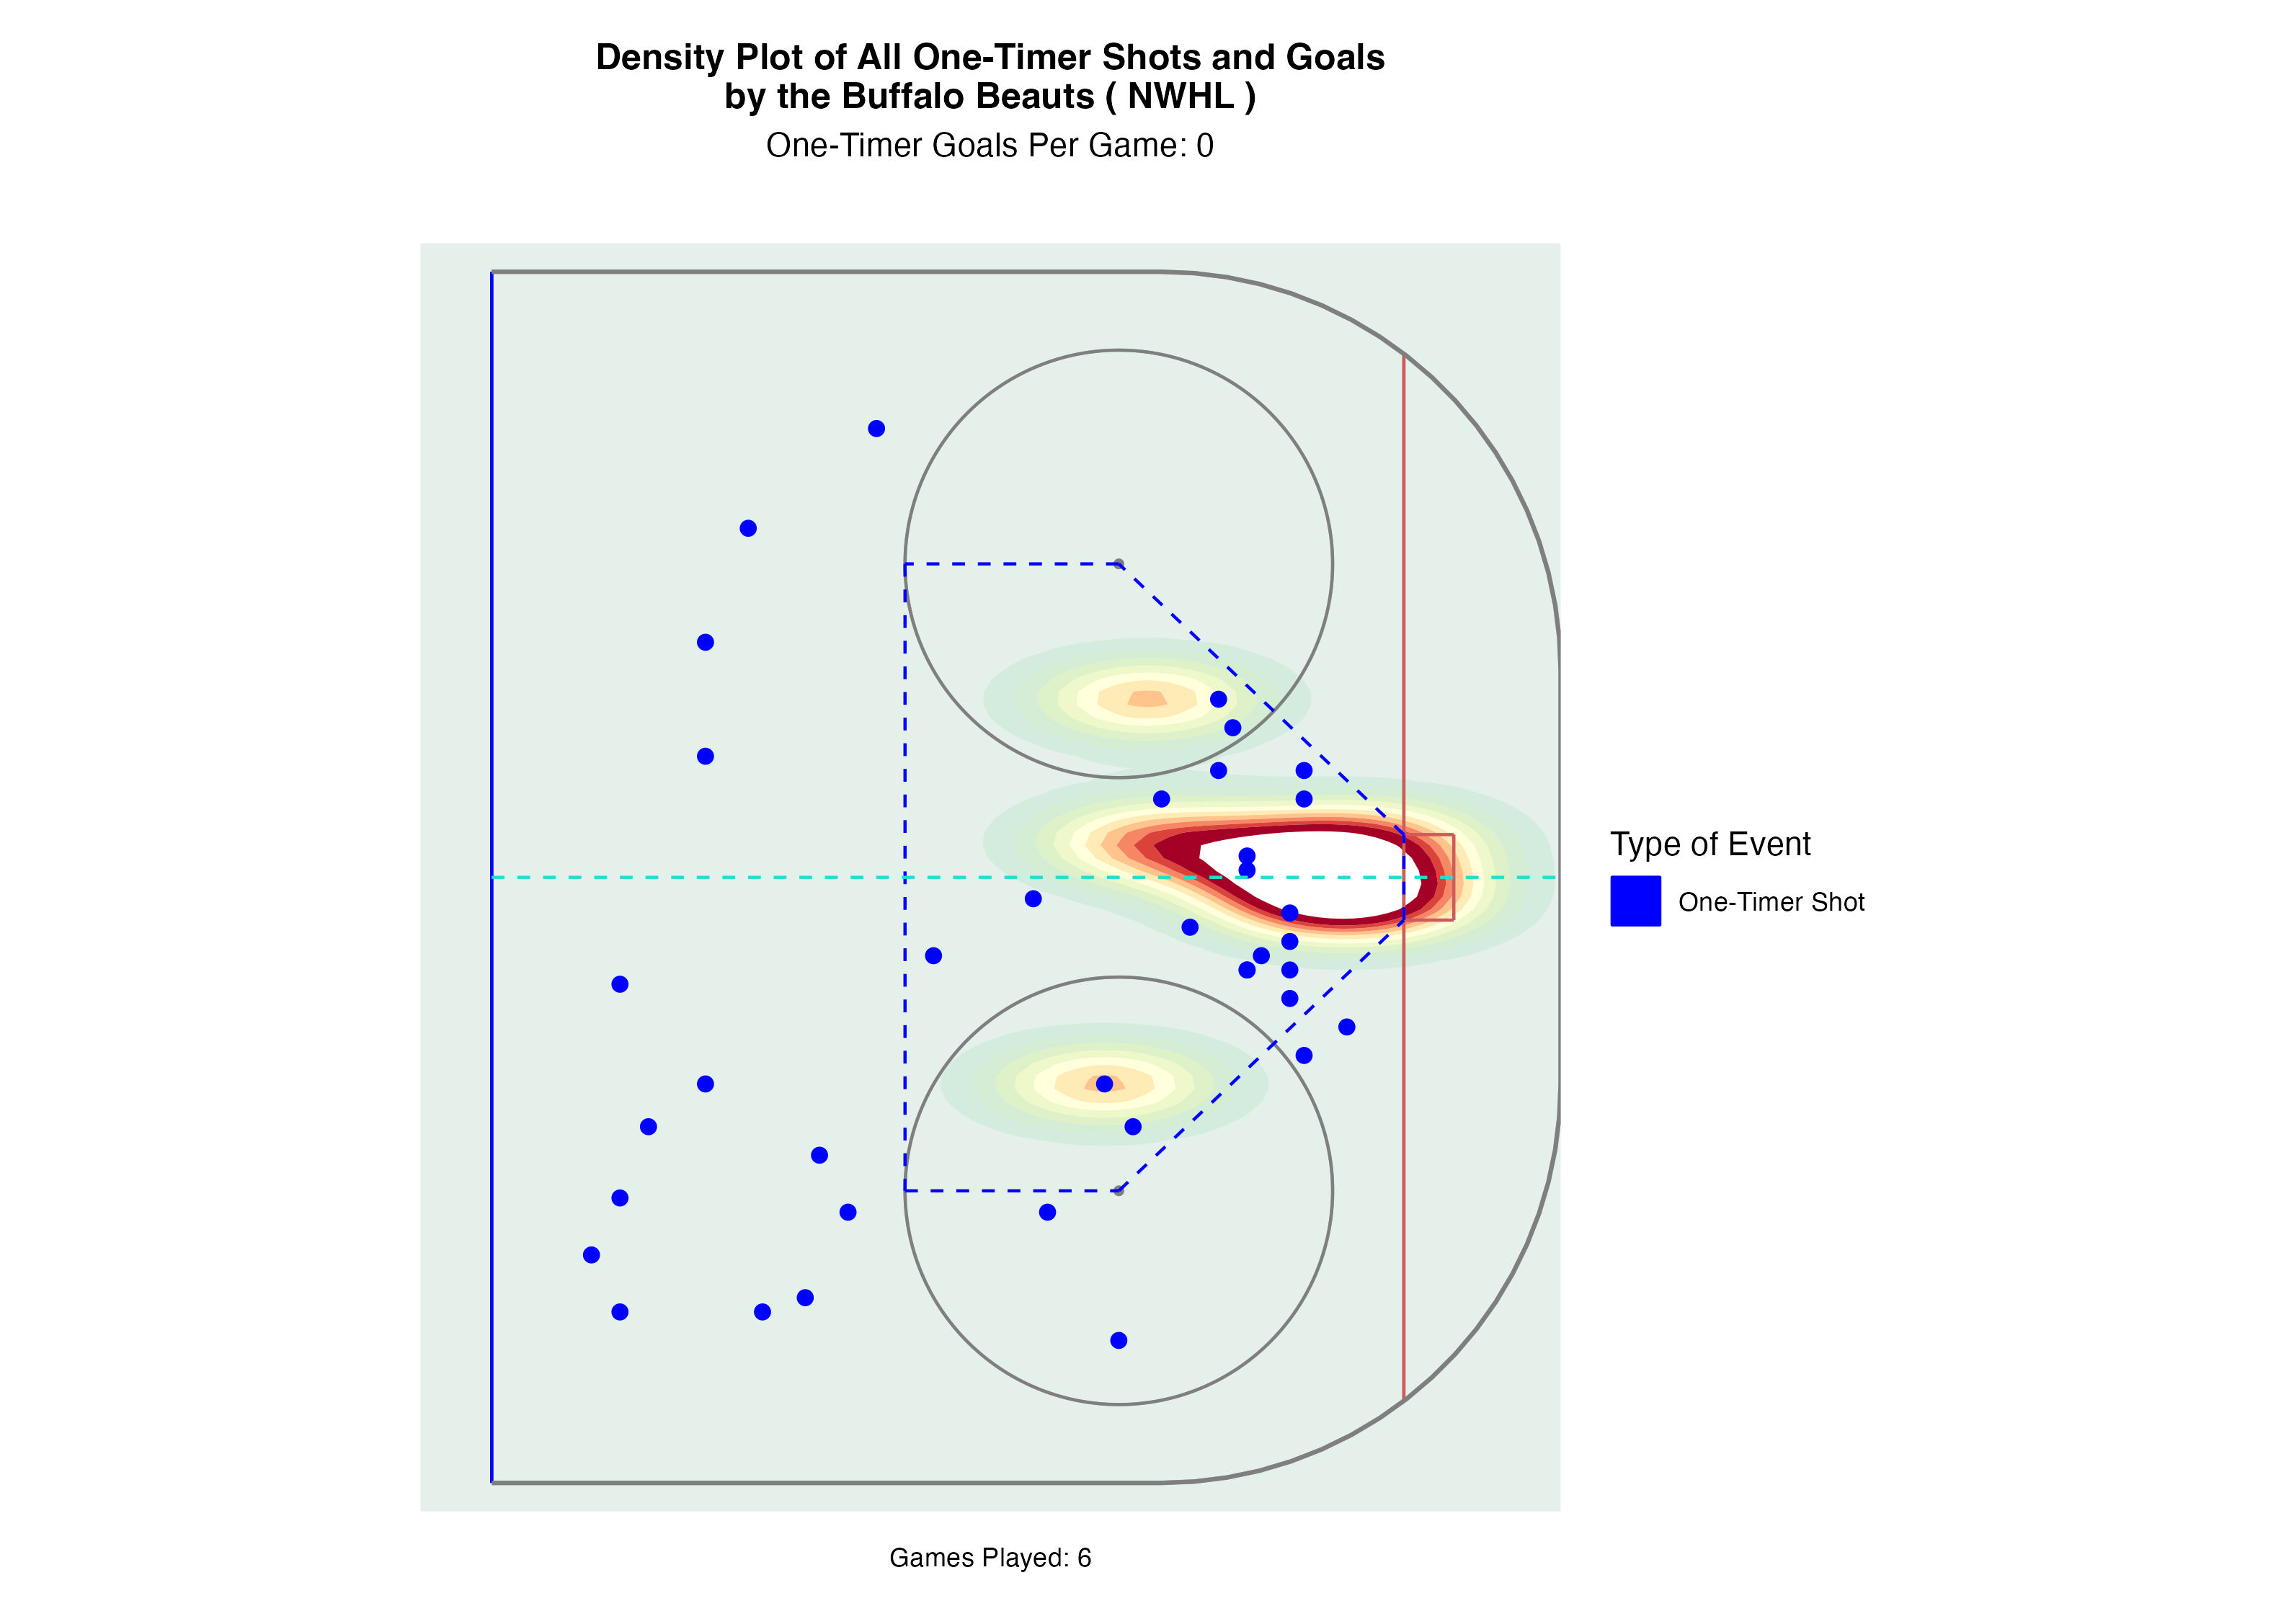 Density Plot of All One-Timer Shots and Goals
by the Buffalo Beauts ( NWHL )
One-Timer Goals Per Game: 0
Type of Event
One-Timer Shot
Games Played: 6